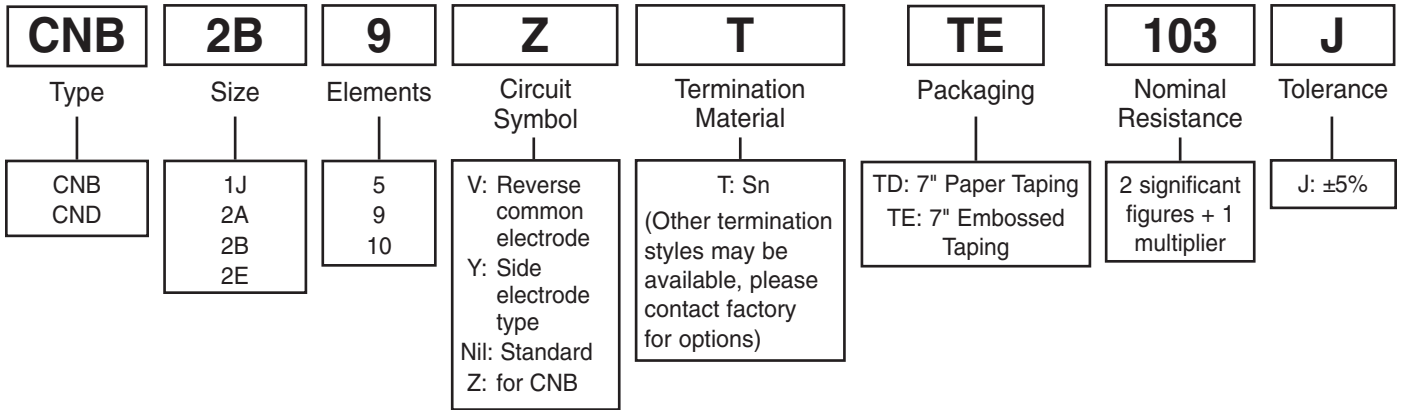 CNB 2B 9 Z T TE 103 J
Type
Size
Elements
Circuit
Symbol
Termination
Material
Packaging
Nominal
Resistance
Tolerance
CNB
CND
1J
2A
2B
2E
5
9
10
V: Reverse
common
electrode
Y: Side
electrode
type
Nil: Standard
Z: for CNB
T: Sn
(Other termination
styles may be
available, please
contact factory
for options)
TD: 7" Paper Taping
TE: 7" Embossed
Taping
2 significant
figures + 1
multiplier
J: ±5%